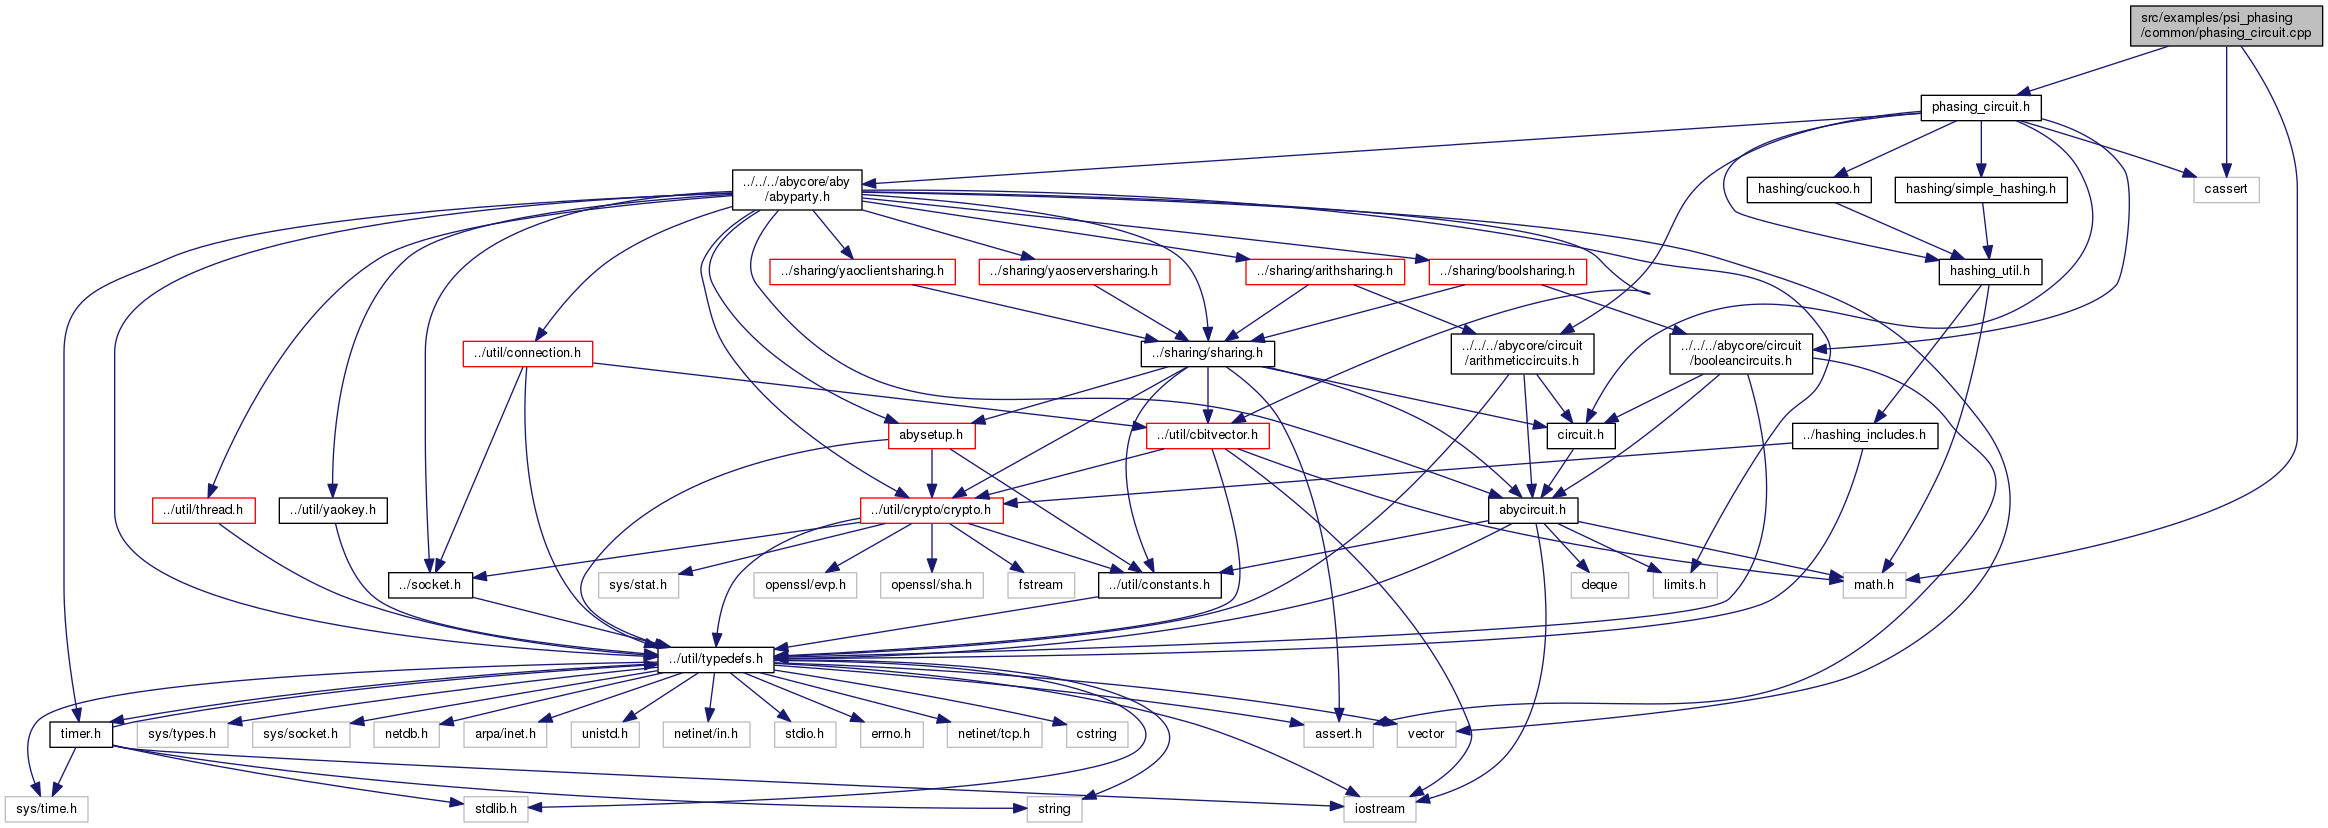 src/examples/psi_phasing
/common/phasing_circuit.cpp
phasing_circuit.h
../../../abycore/aby
/abyparty.h
hashing/cuckoo.h
hashing/simple_hashing.h
cassert
../sharing/yaoclientsharing.h
../sharing/yaoserversharing.h
../sharing/arithsharing.h
../sharing/boolsharing.h
hashing_util.h
../util/connection.h
../sharing/sharing.h
../../../abycore/circuit
/arithmeticcircuits.h
../../../abycore/circuit
/booleancircuits.h
abysetup.h
../util/cbitvector.h
circuit.h
../hashing_includes.h
../util/thread.h
../util/yaokey.h
../util/crypto/crypto.h
abycircuit.h
../socket.h
sys/stat.h
openssl/evp.h
openssl/sha.h
fstream
../util/constants.h
deque
limits.h
math.h
../util/typedefs.h
timer.h
sys/types.h
sys/socket.h
netdb.h
arpa/inet.h
unistd.h
netinet/in.h
stdio.h
errno.h
netinet/tcp.h
cstring
assert.h
vector
sys/time.h
stdlib.h
string
iostream